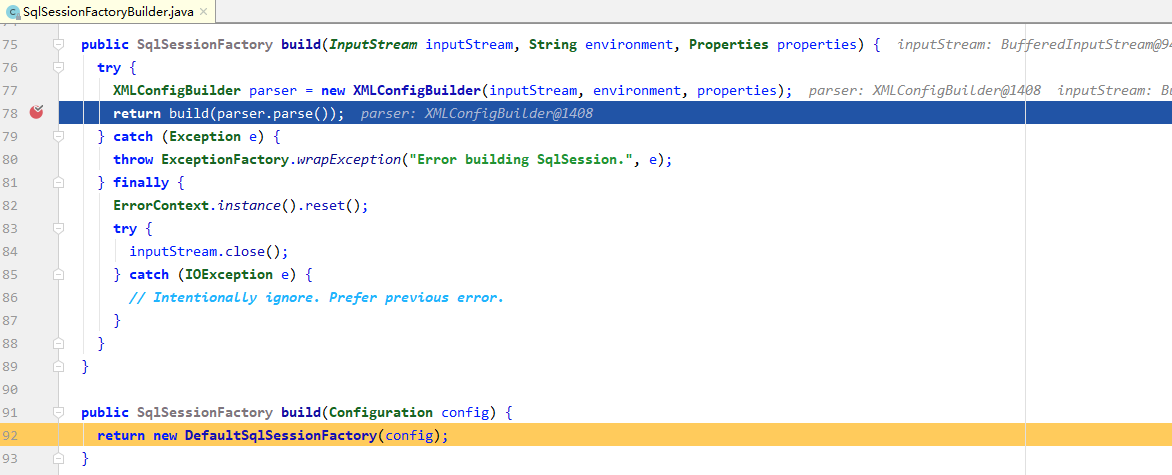 SqlSessionFactoryBuilder.java
75 public SqlSessionFactory build(InputStream inputStream, String environment, Properties properties) { inputStream: BufferedInputStream@94
76 try {
77 XMLConfigBuilder parser = new XMLConfigBuilder(inputStream, environment, properties); parser: XMLConfigBuilder@1408 inputStream: Bu
78 return build(parser.parse()); parser: XMLConfigBuilder@1408
79 } catch (Exception e) {
80 throw ExceptionFactory.wrapException("Error building SqlSession.", e);
81 } finally {
82 ErrorContext.instance().reset();
83 try {
84 inputStream.close();
85 } catch (IOException e) {
86 // Intentionally ignore. Prefer previous error.
87 }
88 }
89 }
90
91 public SqlSessionFactory build(Configuration config) {
92 return new DefaultSqlSessionFactory(config);
93 }